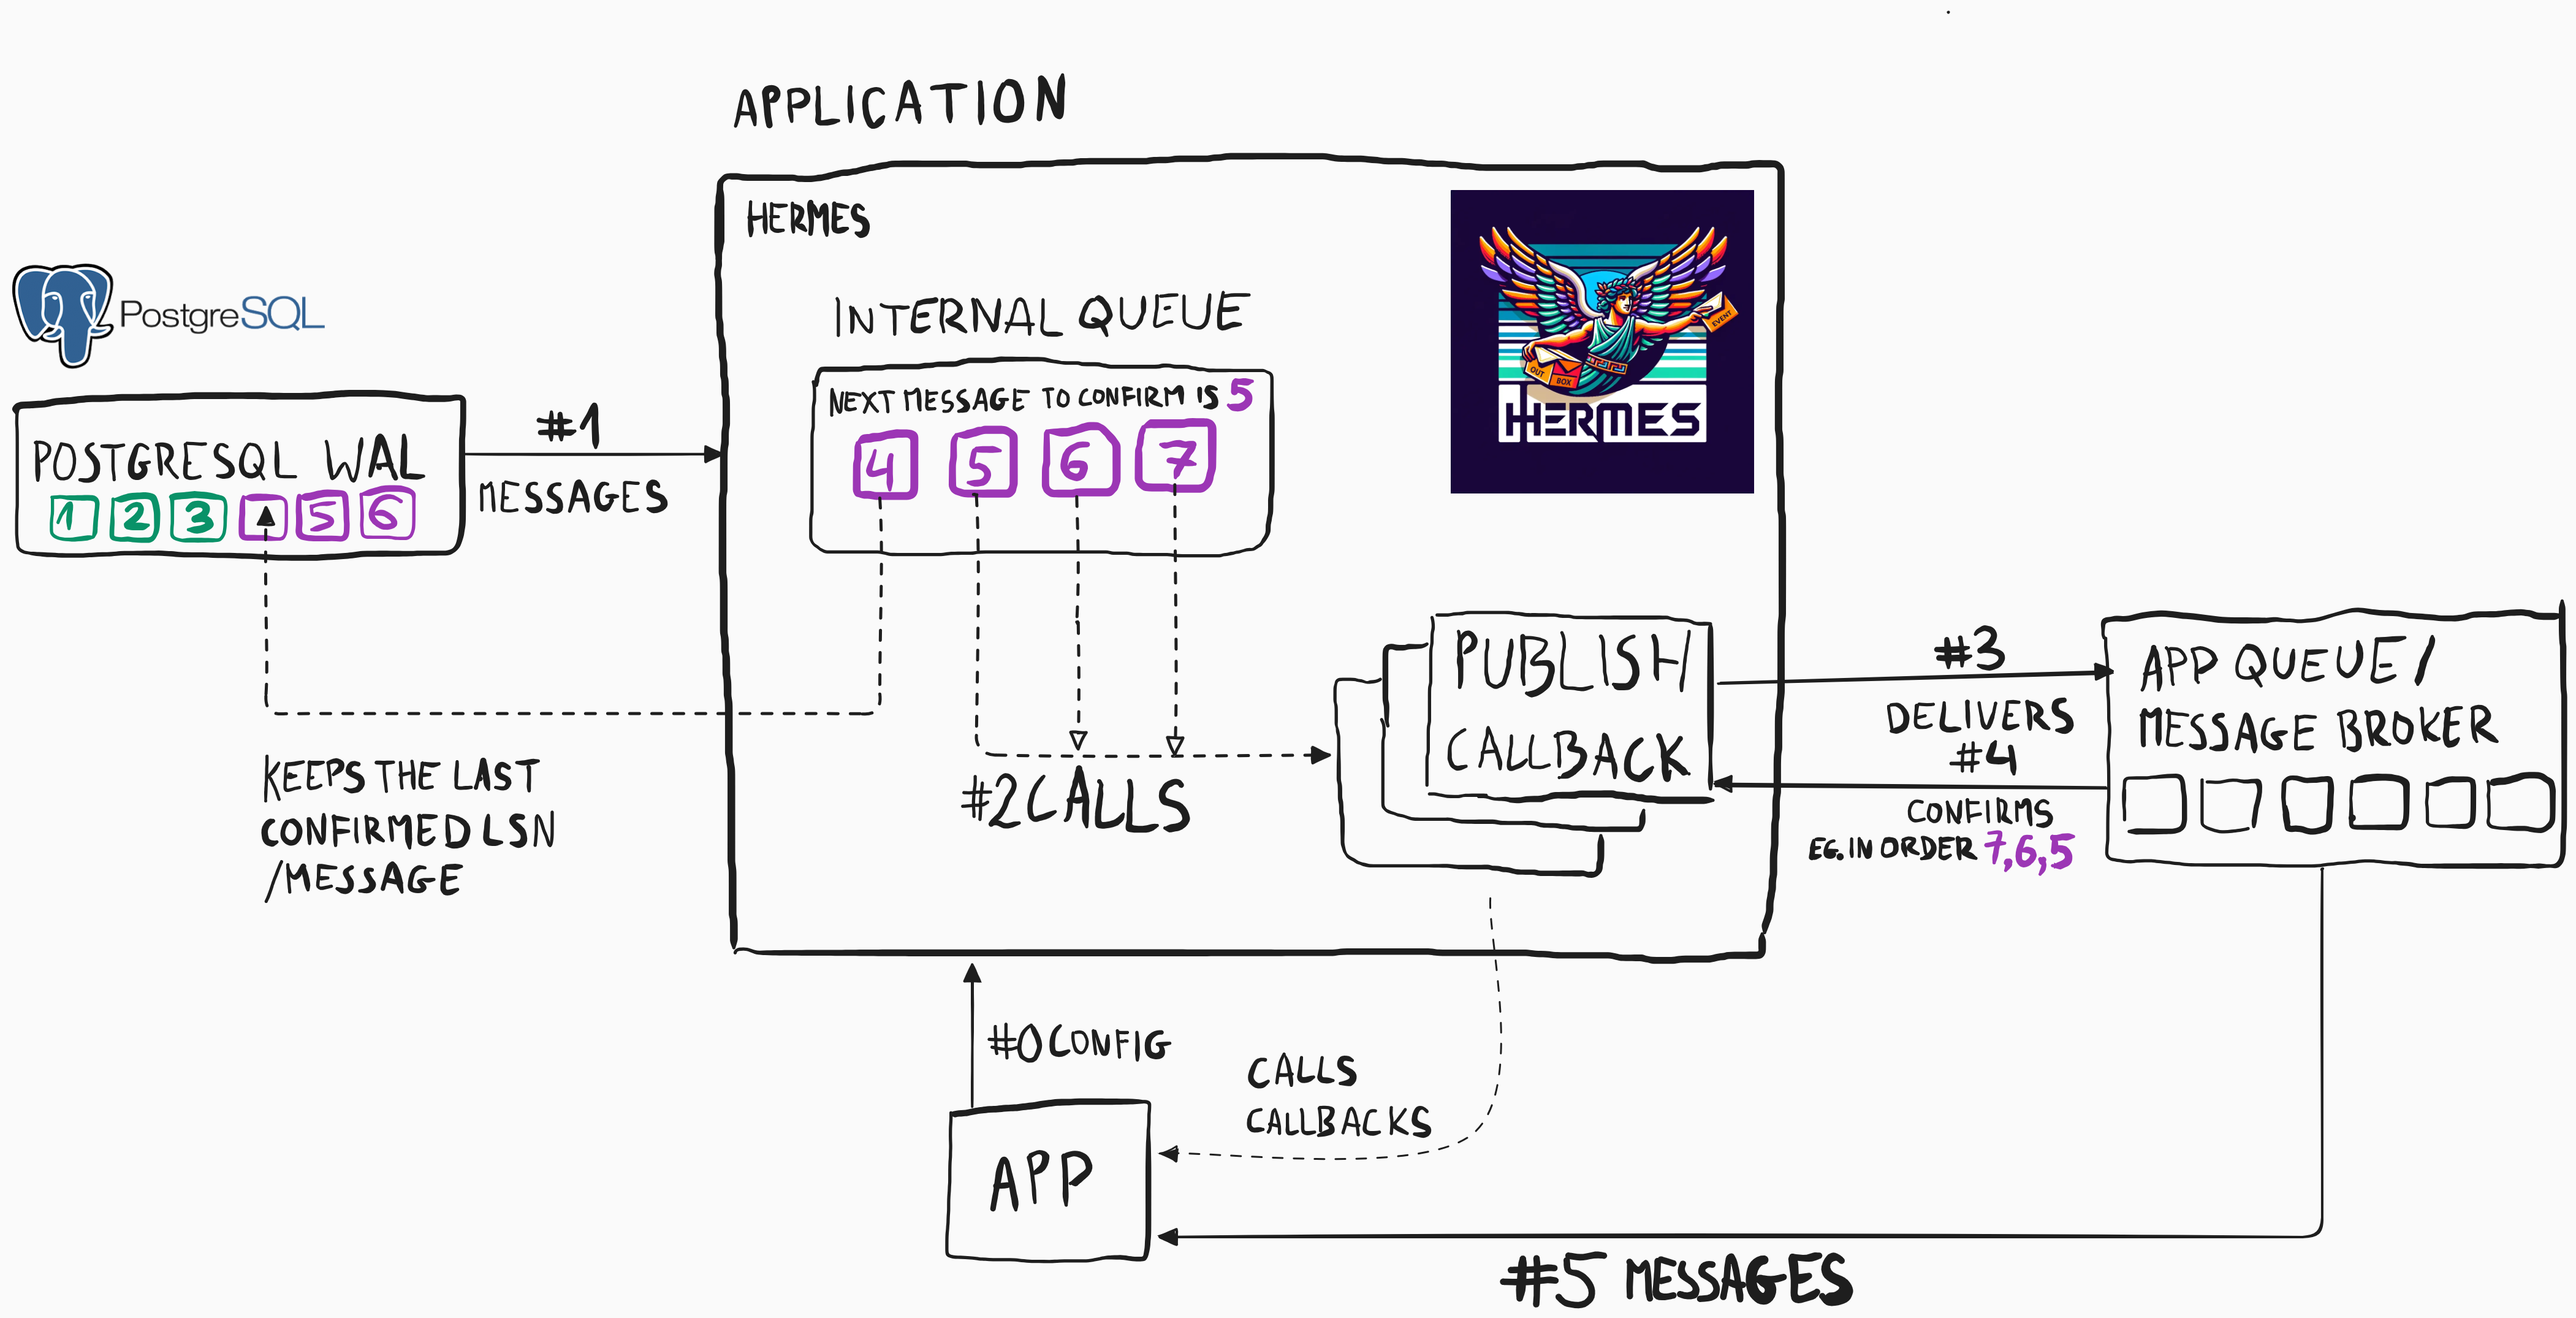 APPLICATION
HERMES
PostgreSQL
INTERNAL QUEUE
NEXT MESSAGE TO CONFIRM IS 5
4 5 6 7
EVENT
OUT BOX
HERMES
POSTGRESQL WAL
1 2 3 5 6
#1
MESSAGES
KEEPS THE LAST
CONFIRMED LSN
/MESSAGE
#2 CALLS
PUBLISH
CALLBACK
#3
DELIVERS
#4
CONFIRMS
EG. IN ORDER 7,6,5
APP QUEUE/
MESSAGE BROKER
#0 CONFIG
CALLS
CALLBACKS
APP
#5 MESSAGES